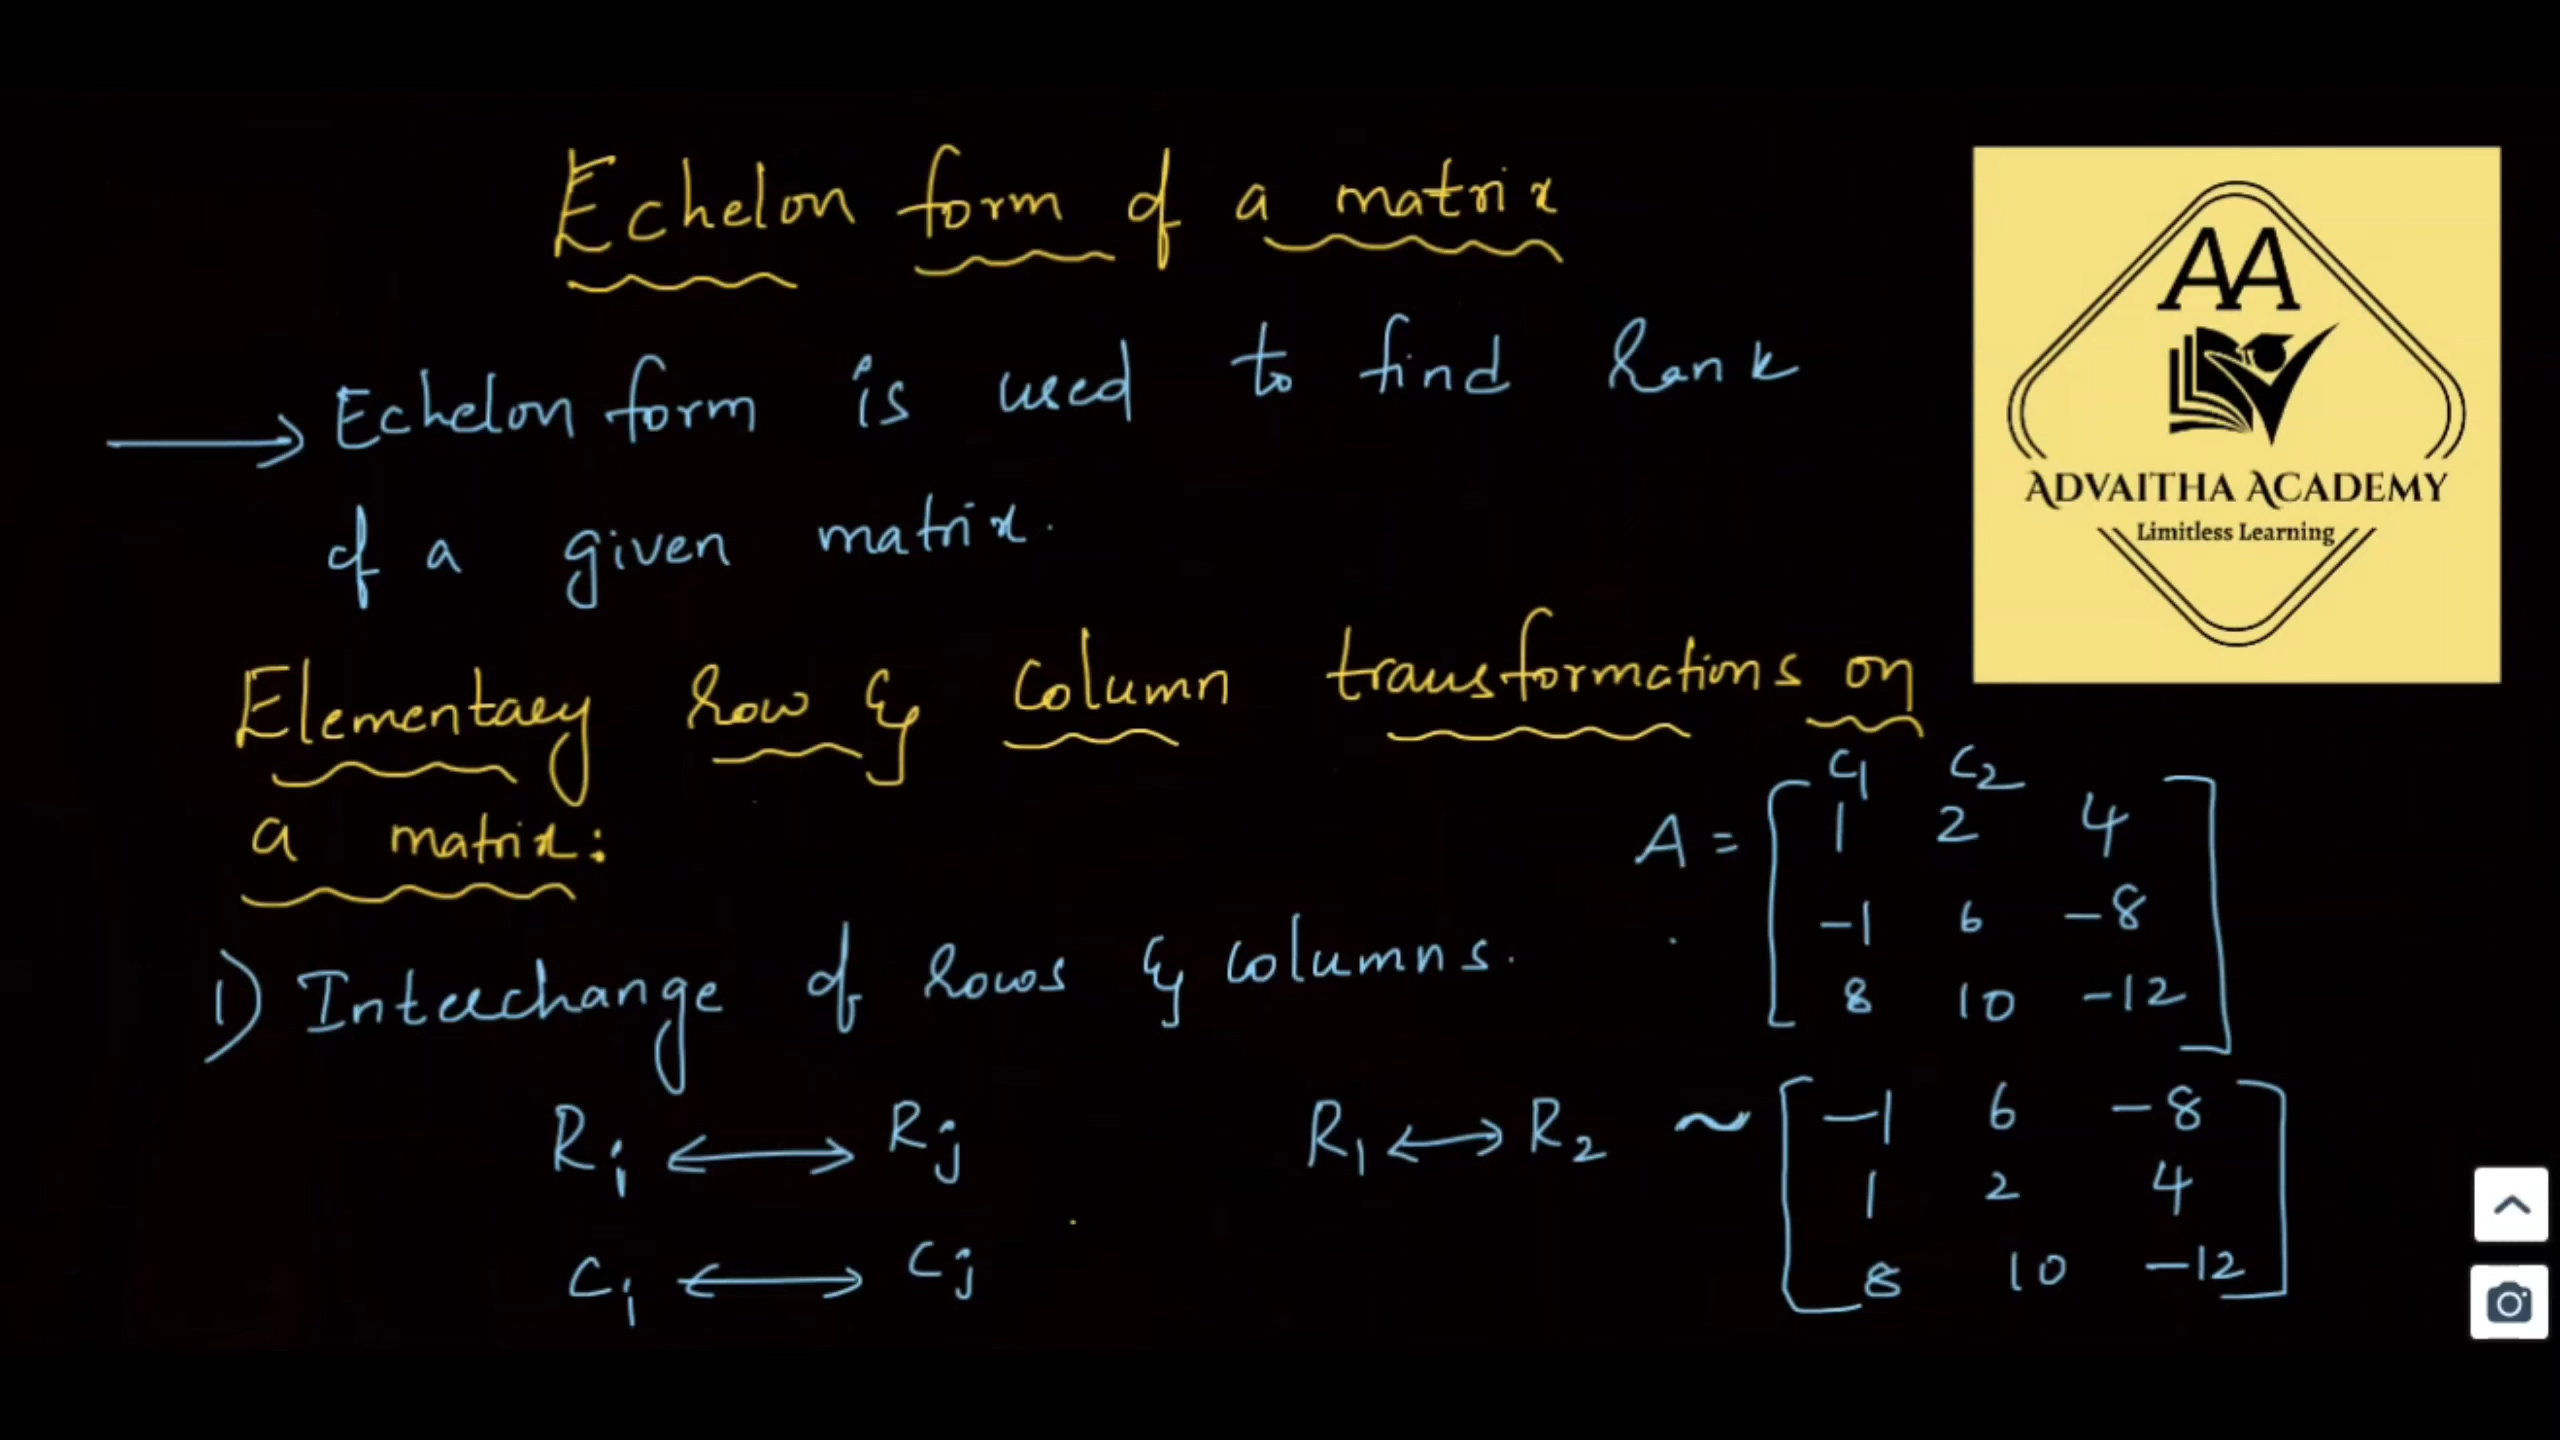 Echelon form of a matrix
AA
ADVAITHA ACADEMY
Limitless Learning
→ Echelon form is used to find Rank
of a given matrix.
Elementary Row & Column transformations on
a matrix:
C1 C2
A = [ 1 2 4
-1 6 -8
8 10 -12 ]
1) Interchange of Rows & Columns.
Ri ⟷ Rj R1 ⟷ R2 ~ [ -1 6 -8
1 2 4
Ci ⟷ Cj 8 10 -12 ]